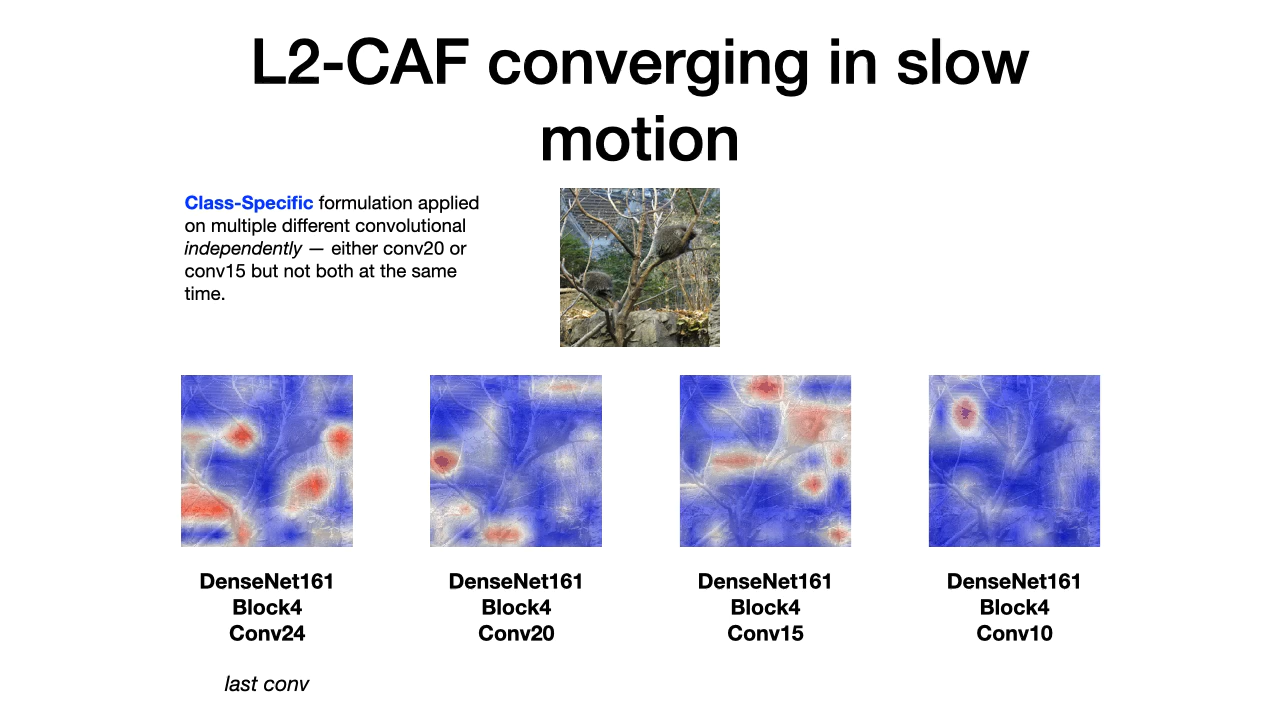 L2-CAF converging in slow
motion
Class-Specific formulation applied
on multiple different convolutional
independently — either conv20 or
conv15 but not both at the same
time.
DenseNet161
Block4
Conv24
last conv
DenseNet161
Block4
Conv20
DenseNet161
Block4
Conv15
DenseNet161
Block4
Conv10